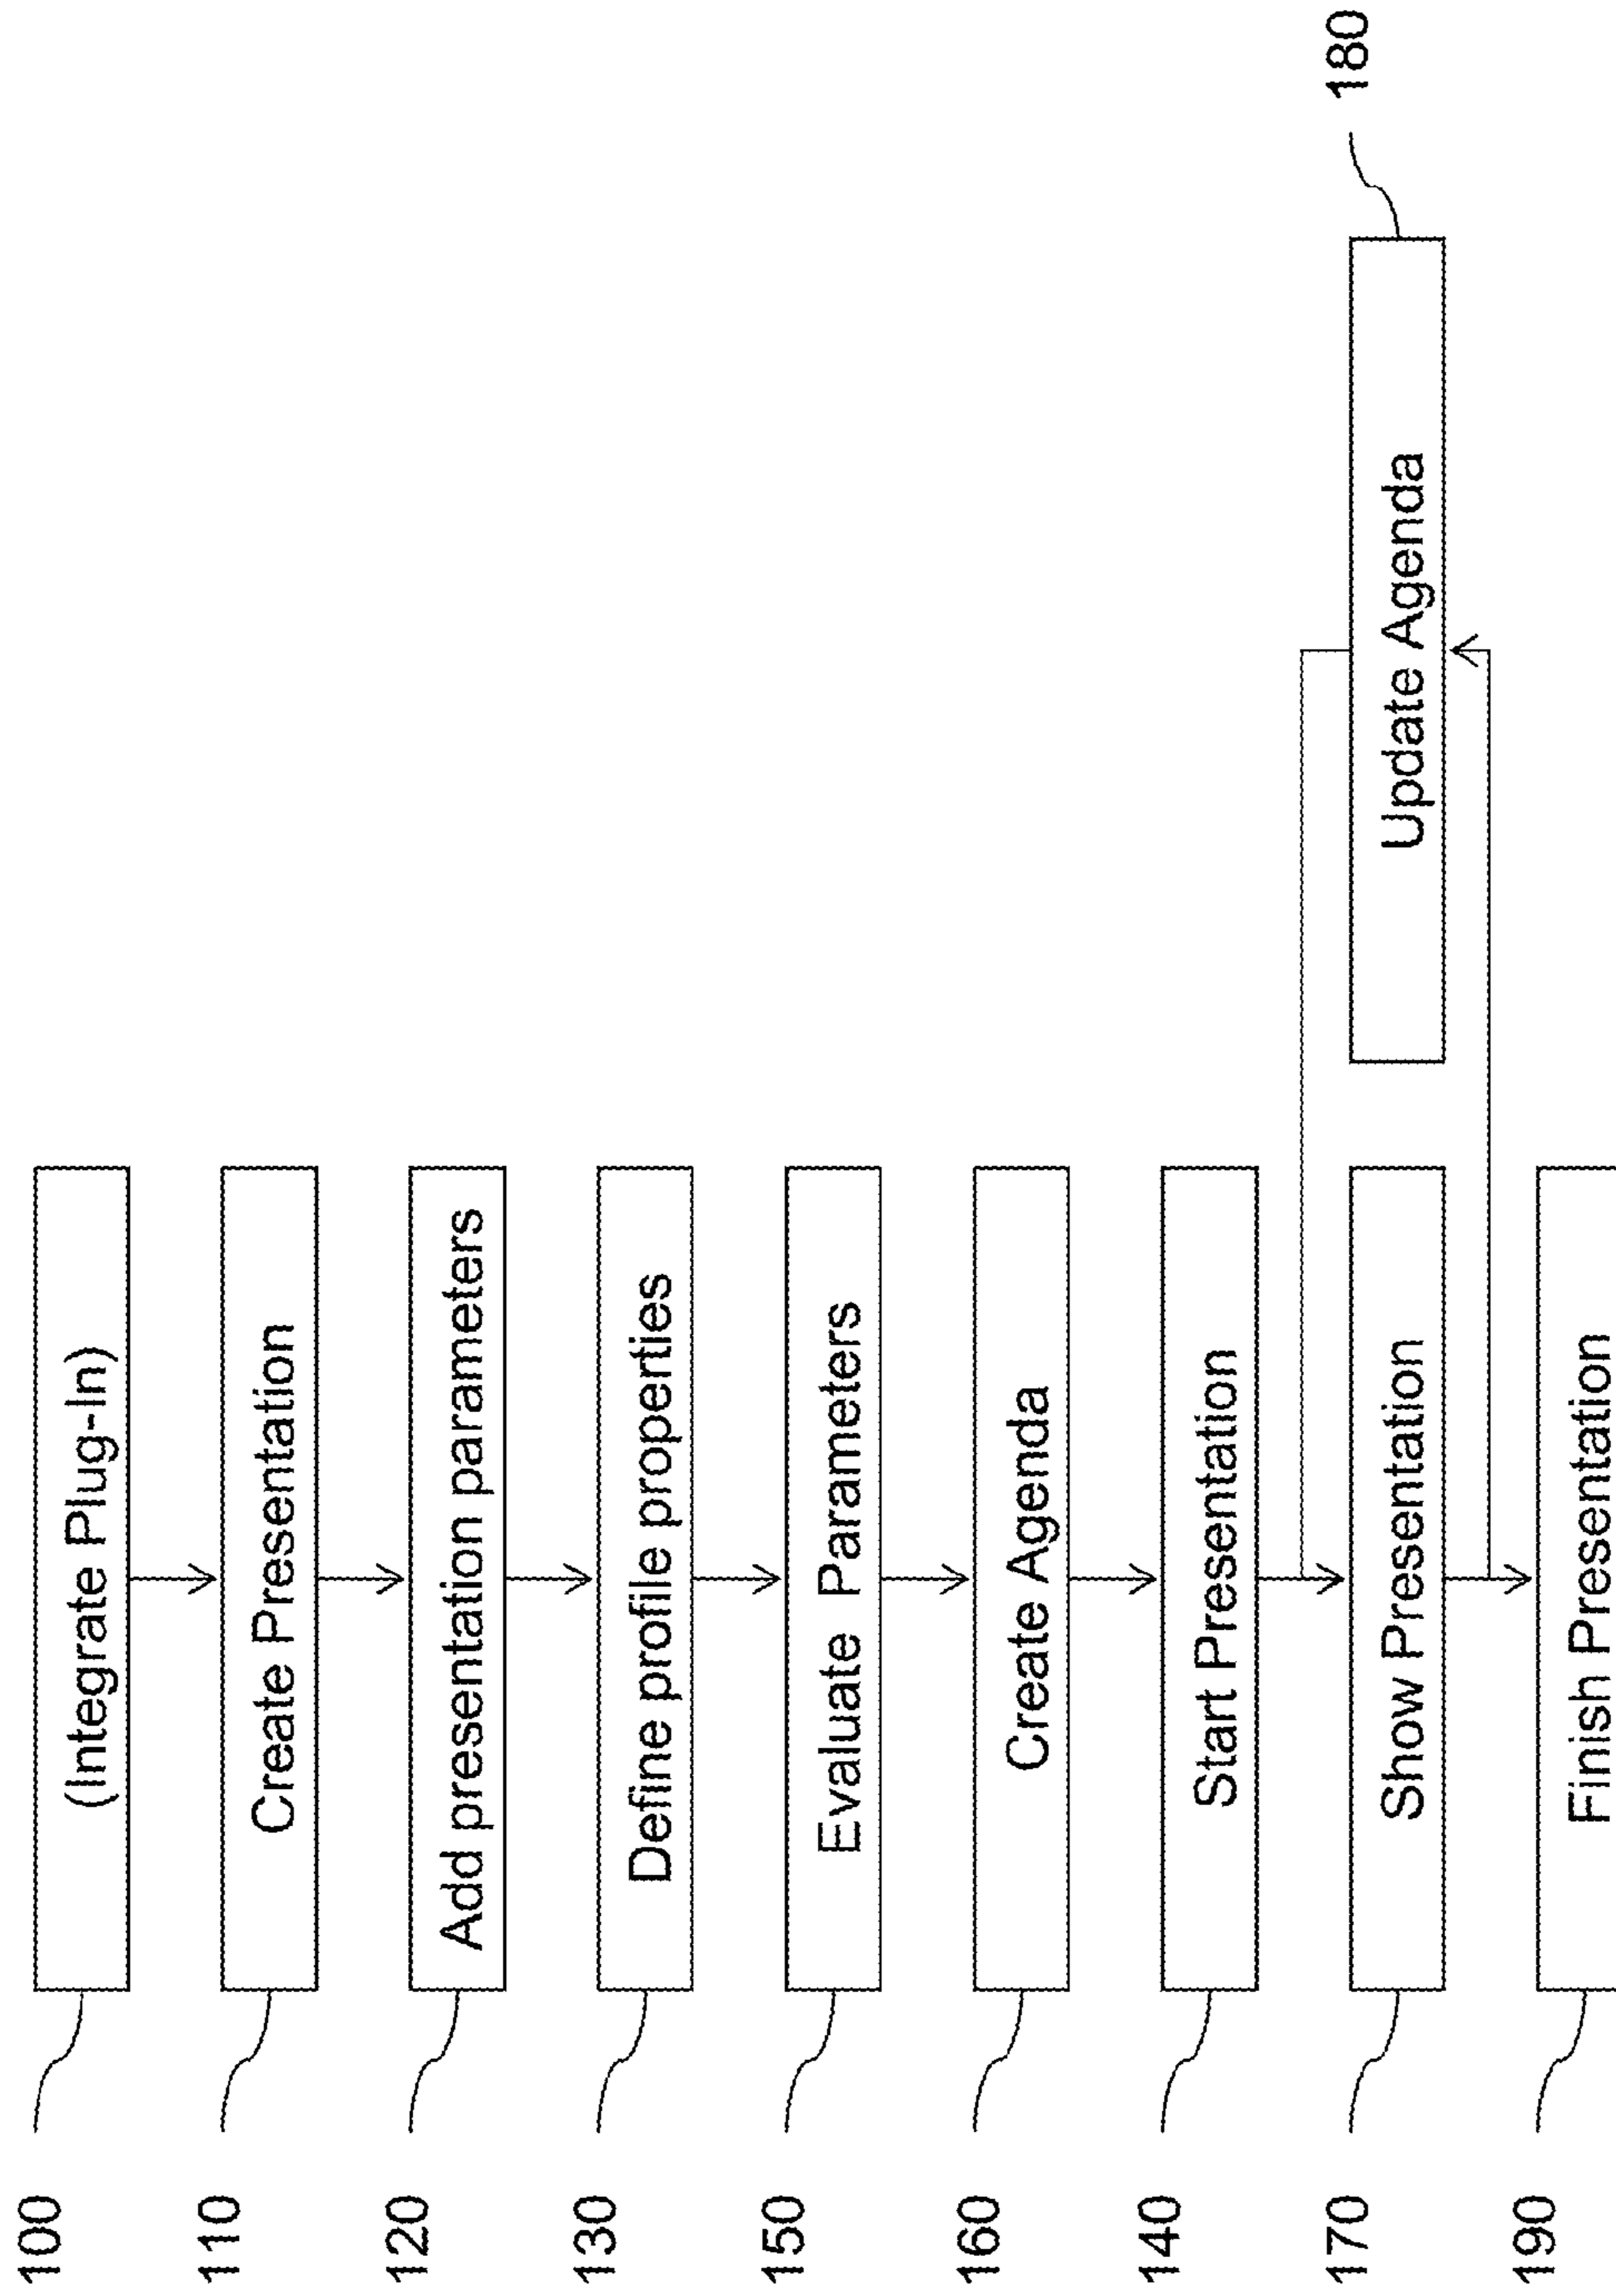 100
(Integrate Plug-In)
110
Create Presentation
120
Add presentation parameters
130
Define profile properties
150
Evaluate Parameters
160
Create Agenda
140
Start Presentation
170
Show Presentation
Update Agenda
180
190
Finish Presentation